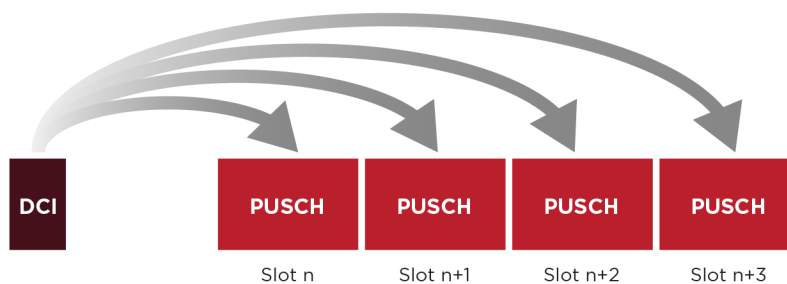 DCI PUSCH PUSCH PUSCH PUSCH
Slot n Slot n+1 Slot n+2 Slot n+3